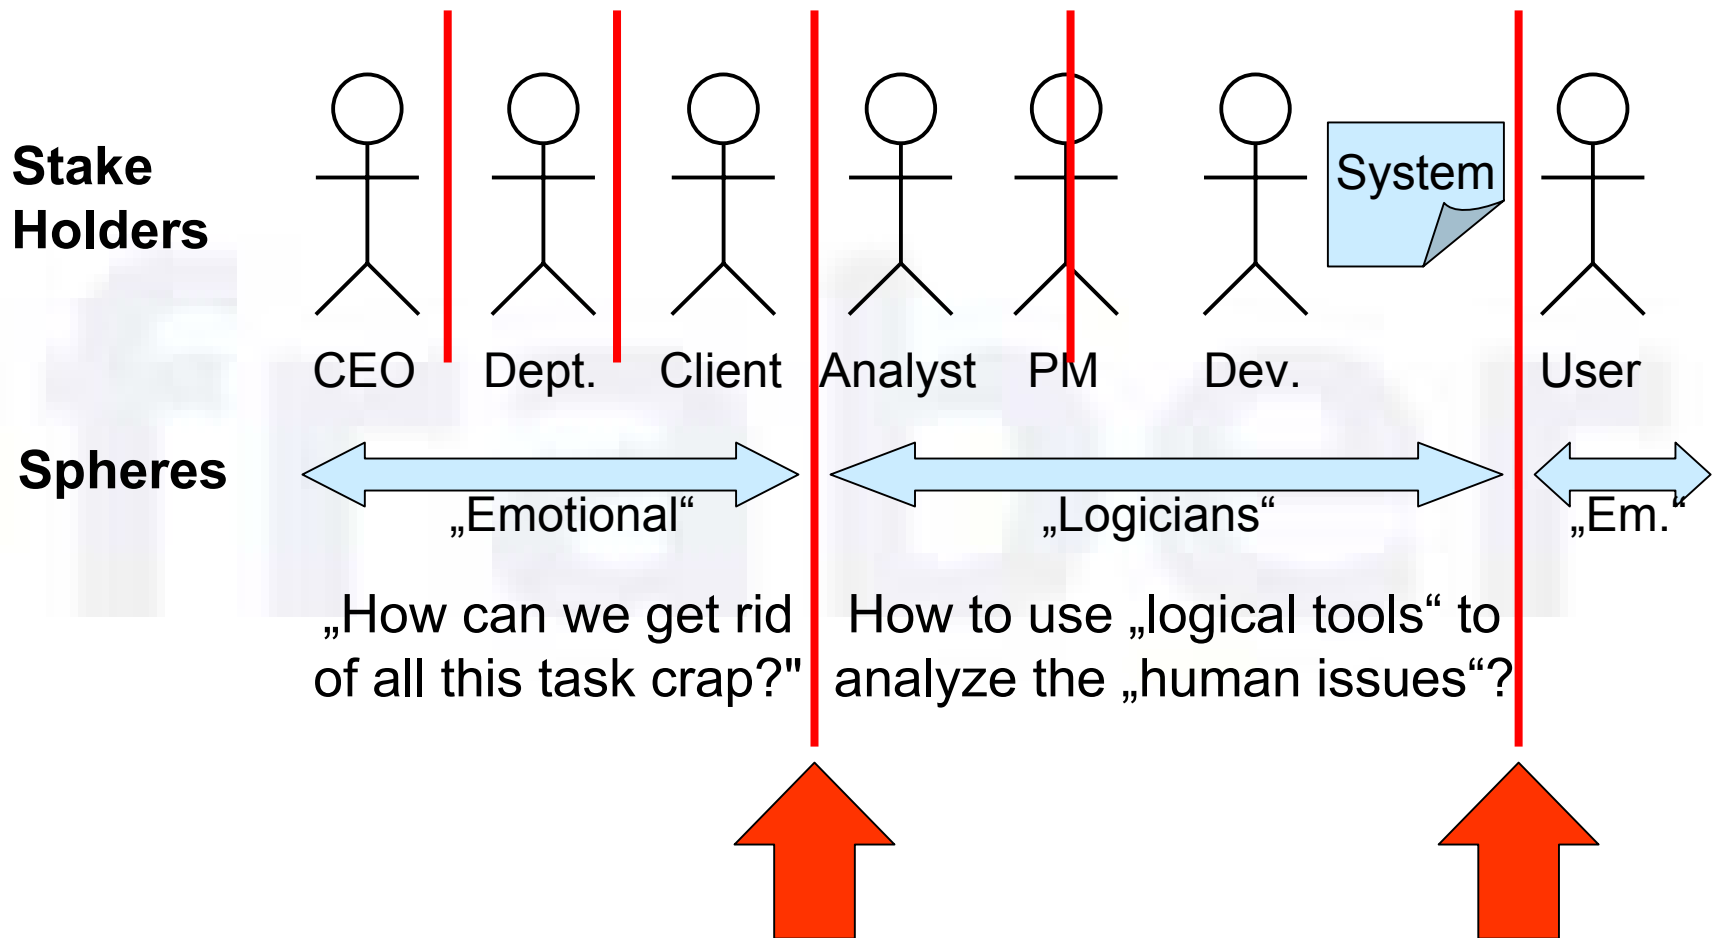 Stake
Holders
System
CEO
Dept.
Client
Analyst
PM
Dev.
User
Spheres
„Emotional“
„Logicians“
„Em.“
„How can we get rid
of all this task crap?"
How to use „logical tools“ to
analyze the „human issues“?
fraber